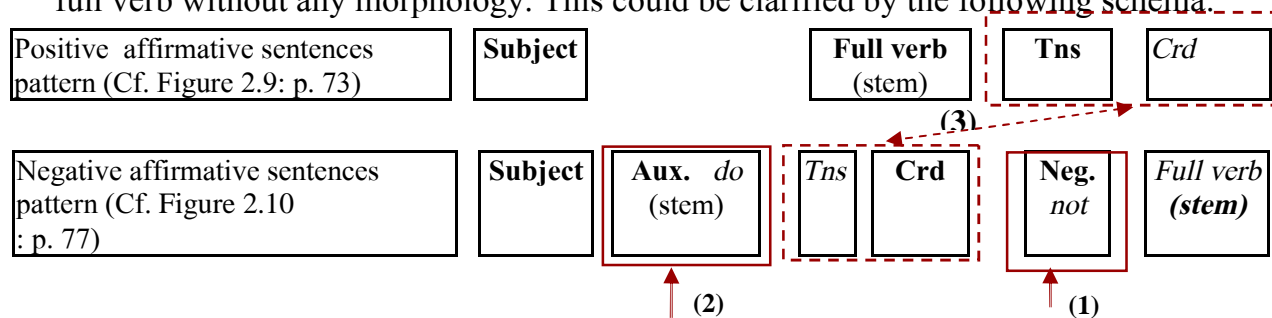 full verb without any morphology. This could be clarified by the following schema.
Positive affirmative sentences Subject Full verb Tns Crd
pattern (Cf. Figure 2.9: p. 73) (stem)
(3)
Negative affirmative sentences Subject Aux. do Tns Crd Neg. Full verb
pattern (Cf. Figure 2.10 (stem) not (stem)
: p. 77)
(2) (1)